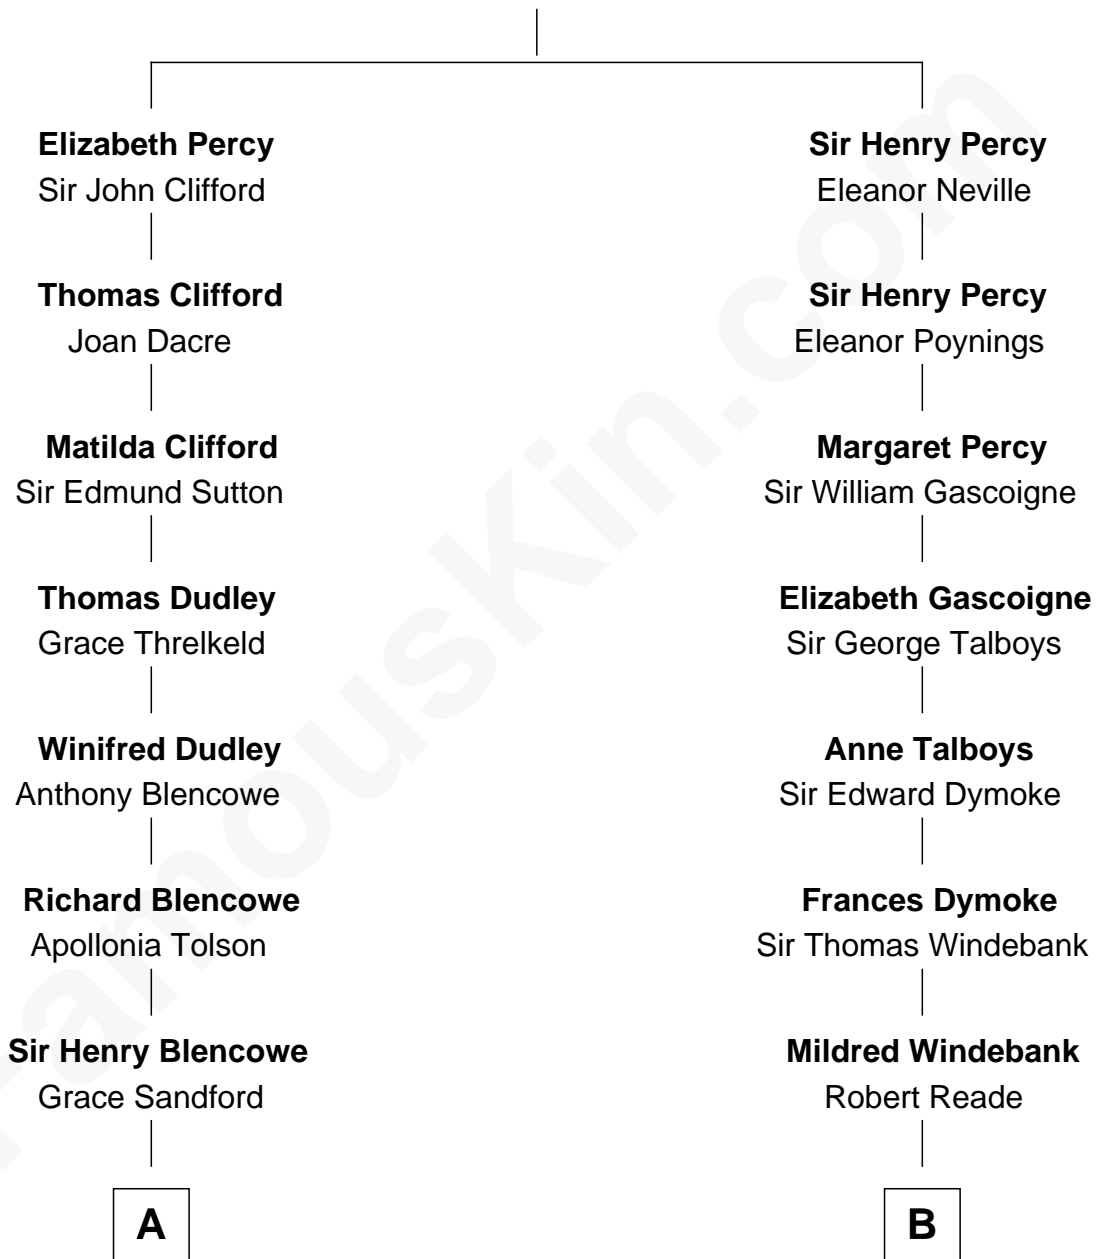 Elizabeth Percy
Sir John Clifford
Thomas Clifford
Joan Dacre
Matilda Clifford
Sir Edmund Sutton
Thomas Dudley
Grace Threlkeld
Winifred Dudley
Anthony Blencowe
Richard Blencowe
Apollonia Tolson
Sir Henry Blencowe
Grace Sandford
A
Sir Henry Percy
Eleanor Neville
Sir Henry Percy
Eleanor Poynings
Margaret Percy
Sir William Gascoigne
Elizabeth Gascoigne
Sir George Talboys
Anne Talboys
Sir Edward Dymoke
Frances Dymoke
Sir Thomas Windebank
Mildred Windebank
Robert Reade
B
FamousKin.com